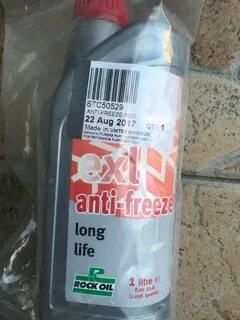 STC50529
ANTI-FREEZE RED
22 Aug 2017 QTY:1
Made In: UNITED KINGDOM
exl
anti-freeze
long
life
ROCK OIL
1 litre e